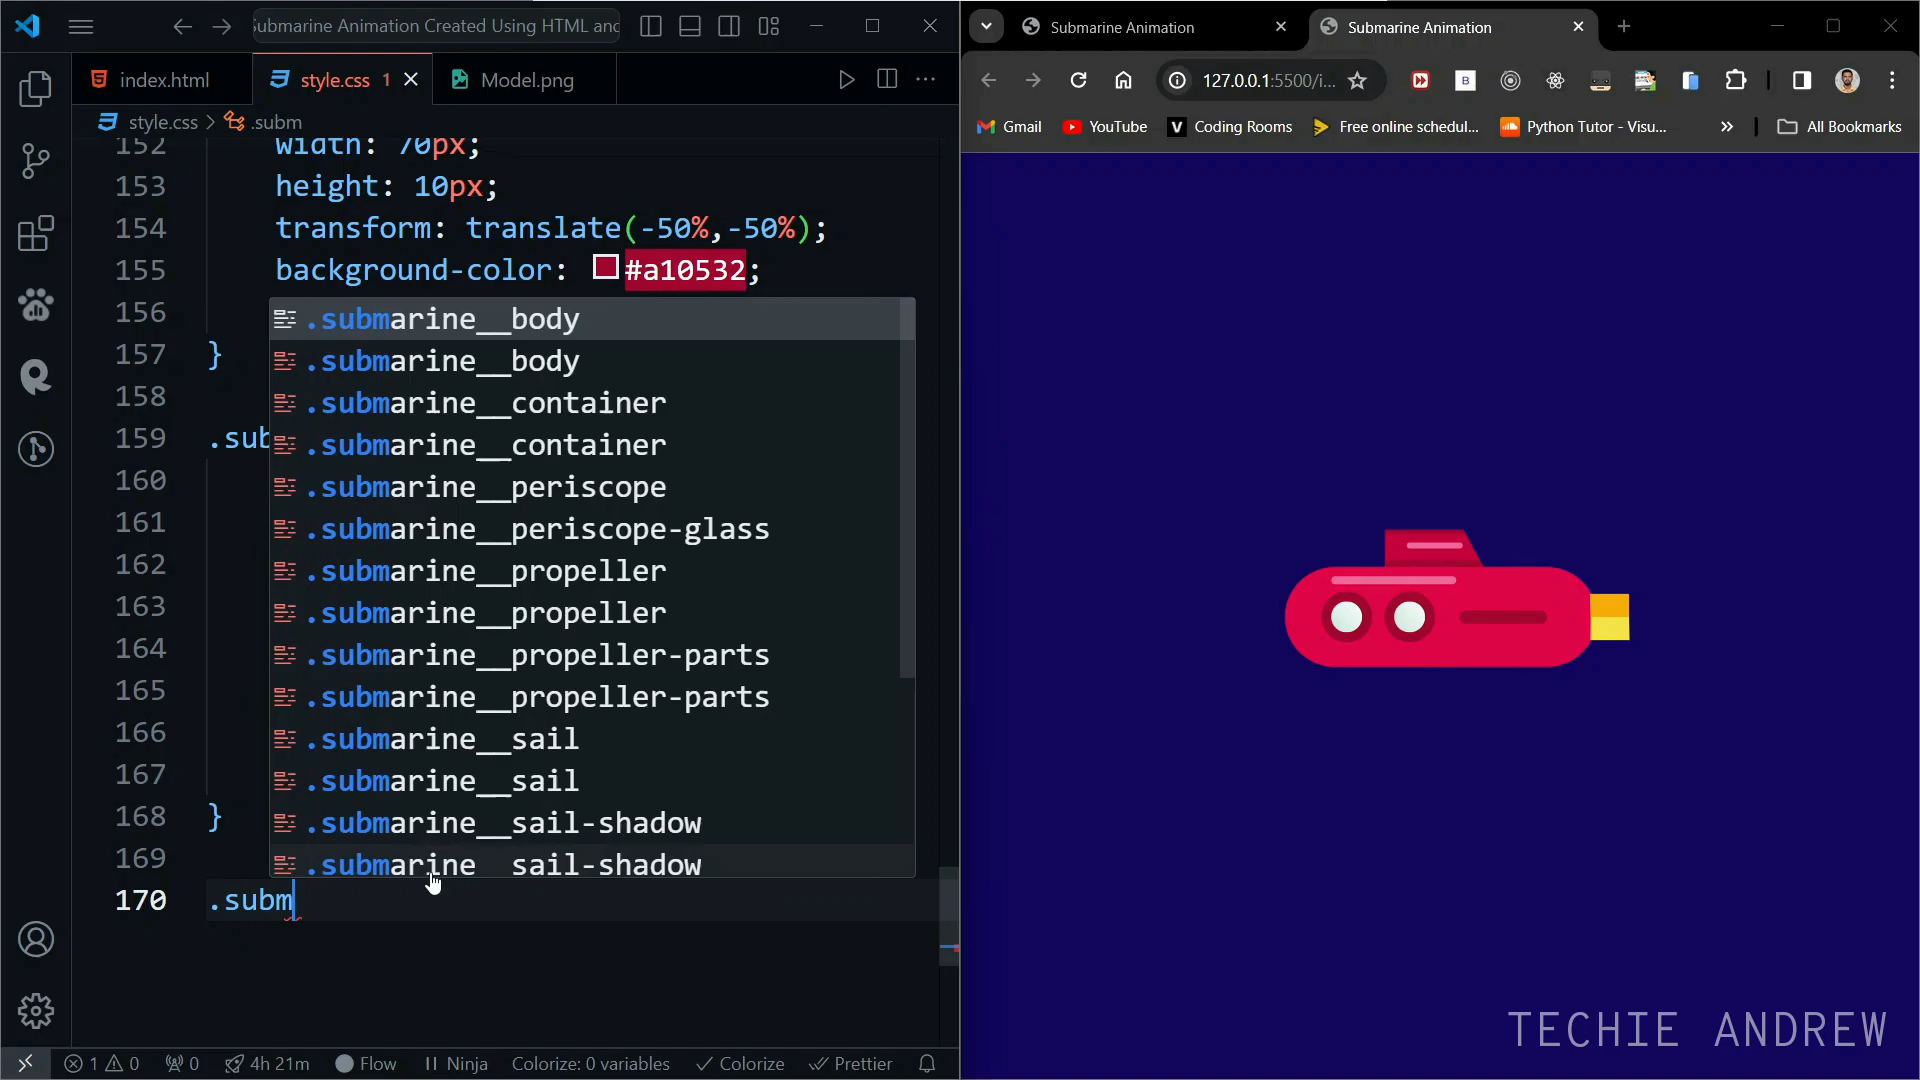 Submarine Animation Created Using HTML and
index.html
style.css 1
Model.png
style.css > .subm
152 width: 70px;
153 height: 10px;
154 transform: translate(-50%,-50%);
155 background-color: #a10532;
156
157 }
158
159 .sub
160
161
162
163
164
165
166
167
168 }
169
170 .subm
.submarine__body
.submarine__body
.submarine__container
.submarine__container
.submarine__periscope
.submarine__periscope-glass
.submarine__propeller
.submarine__propeller
.submarine__propeller-parts
.submarine__propeller-parts
.submarine__sail
.submarine__sail
.submarine__sail-shadow
.submarine__sail-shadow
1 0 0 4h 21m Flow Ninja Colorize: 0 variables Colorize Prettier
Submarine Animation
Submarine Animation
127.0.0.1:5500/i...
Gmail YouTube Coding Rooms Free online schedul... Python Tutor - Visu... » All Bookmarks
TECHIE ANDREW